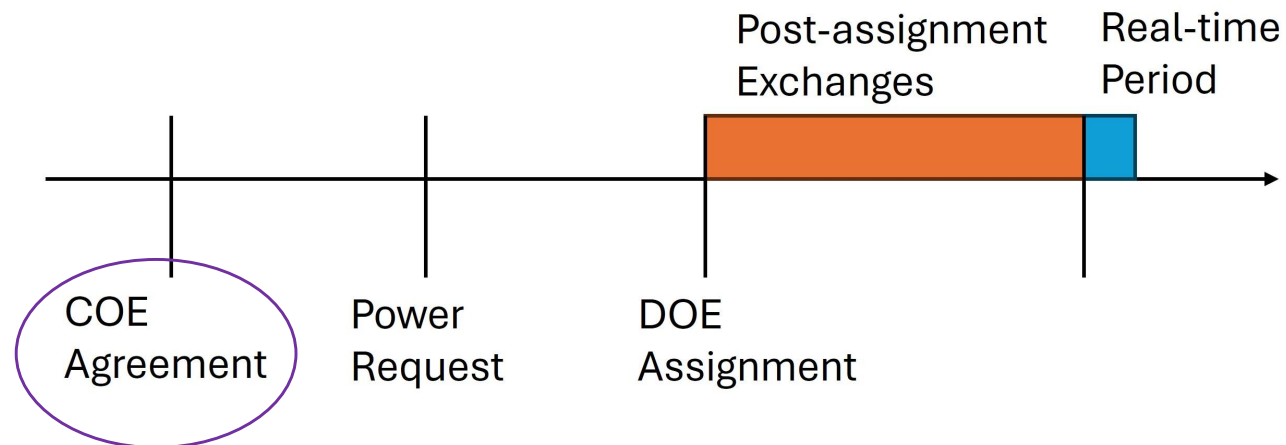 Post-assignment
Exchanges
Real-time
Period
COE
Agreement
Power
Request
DOE
Assignment